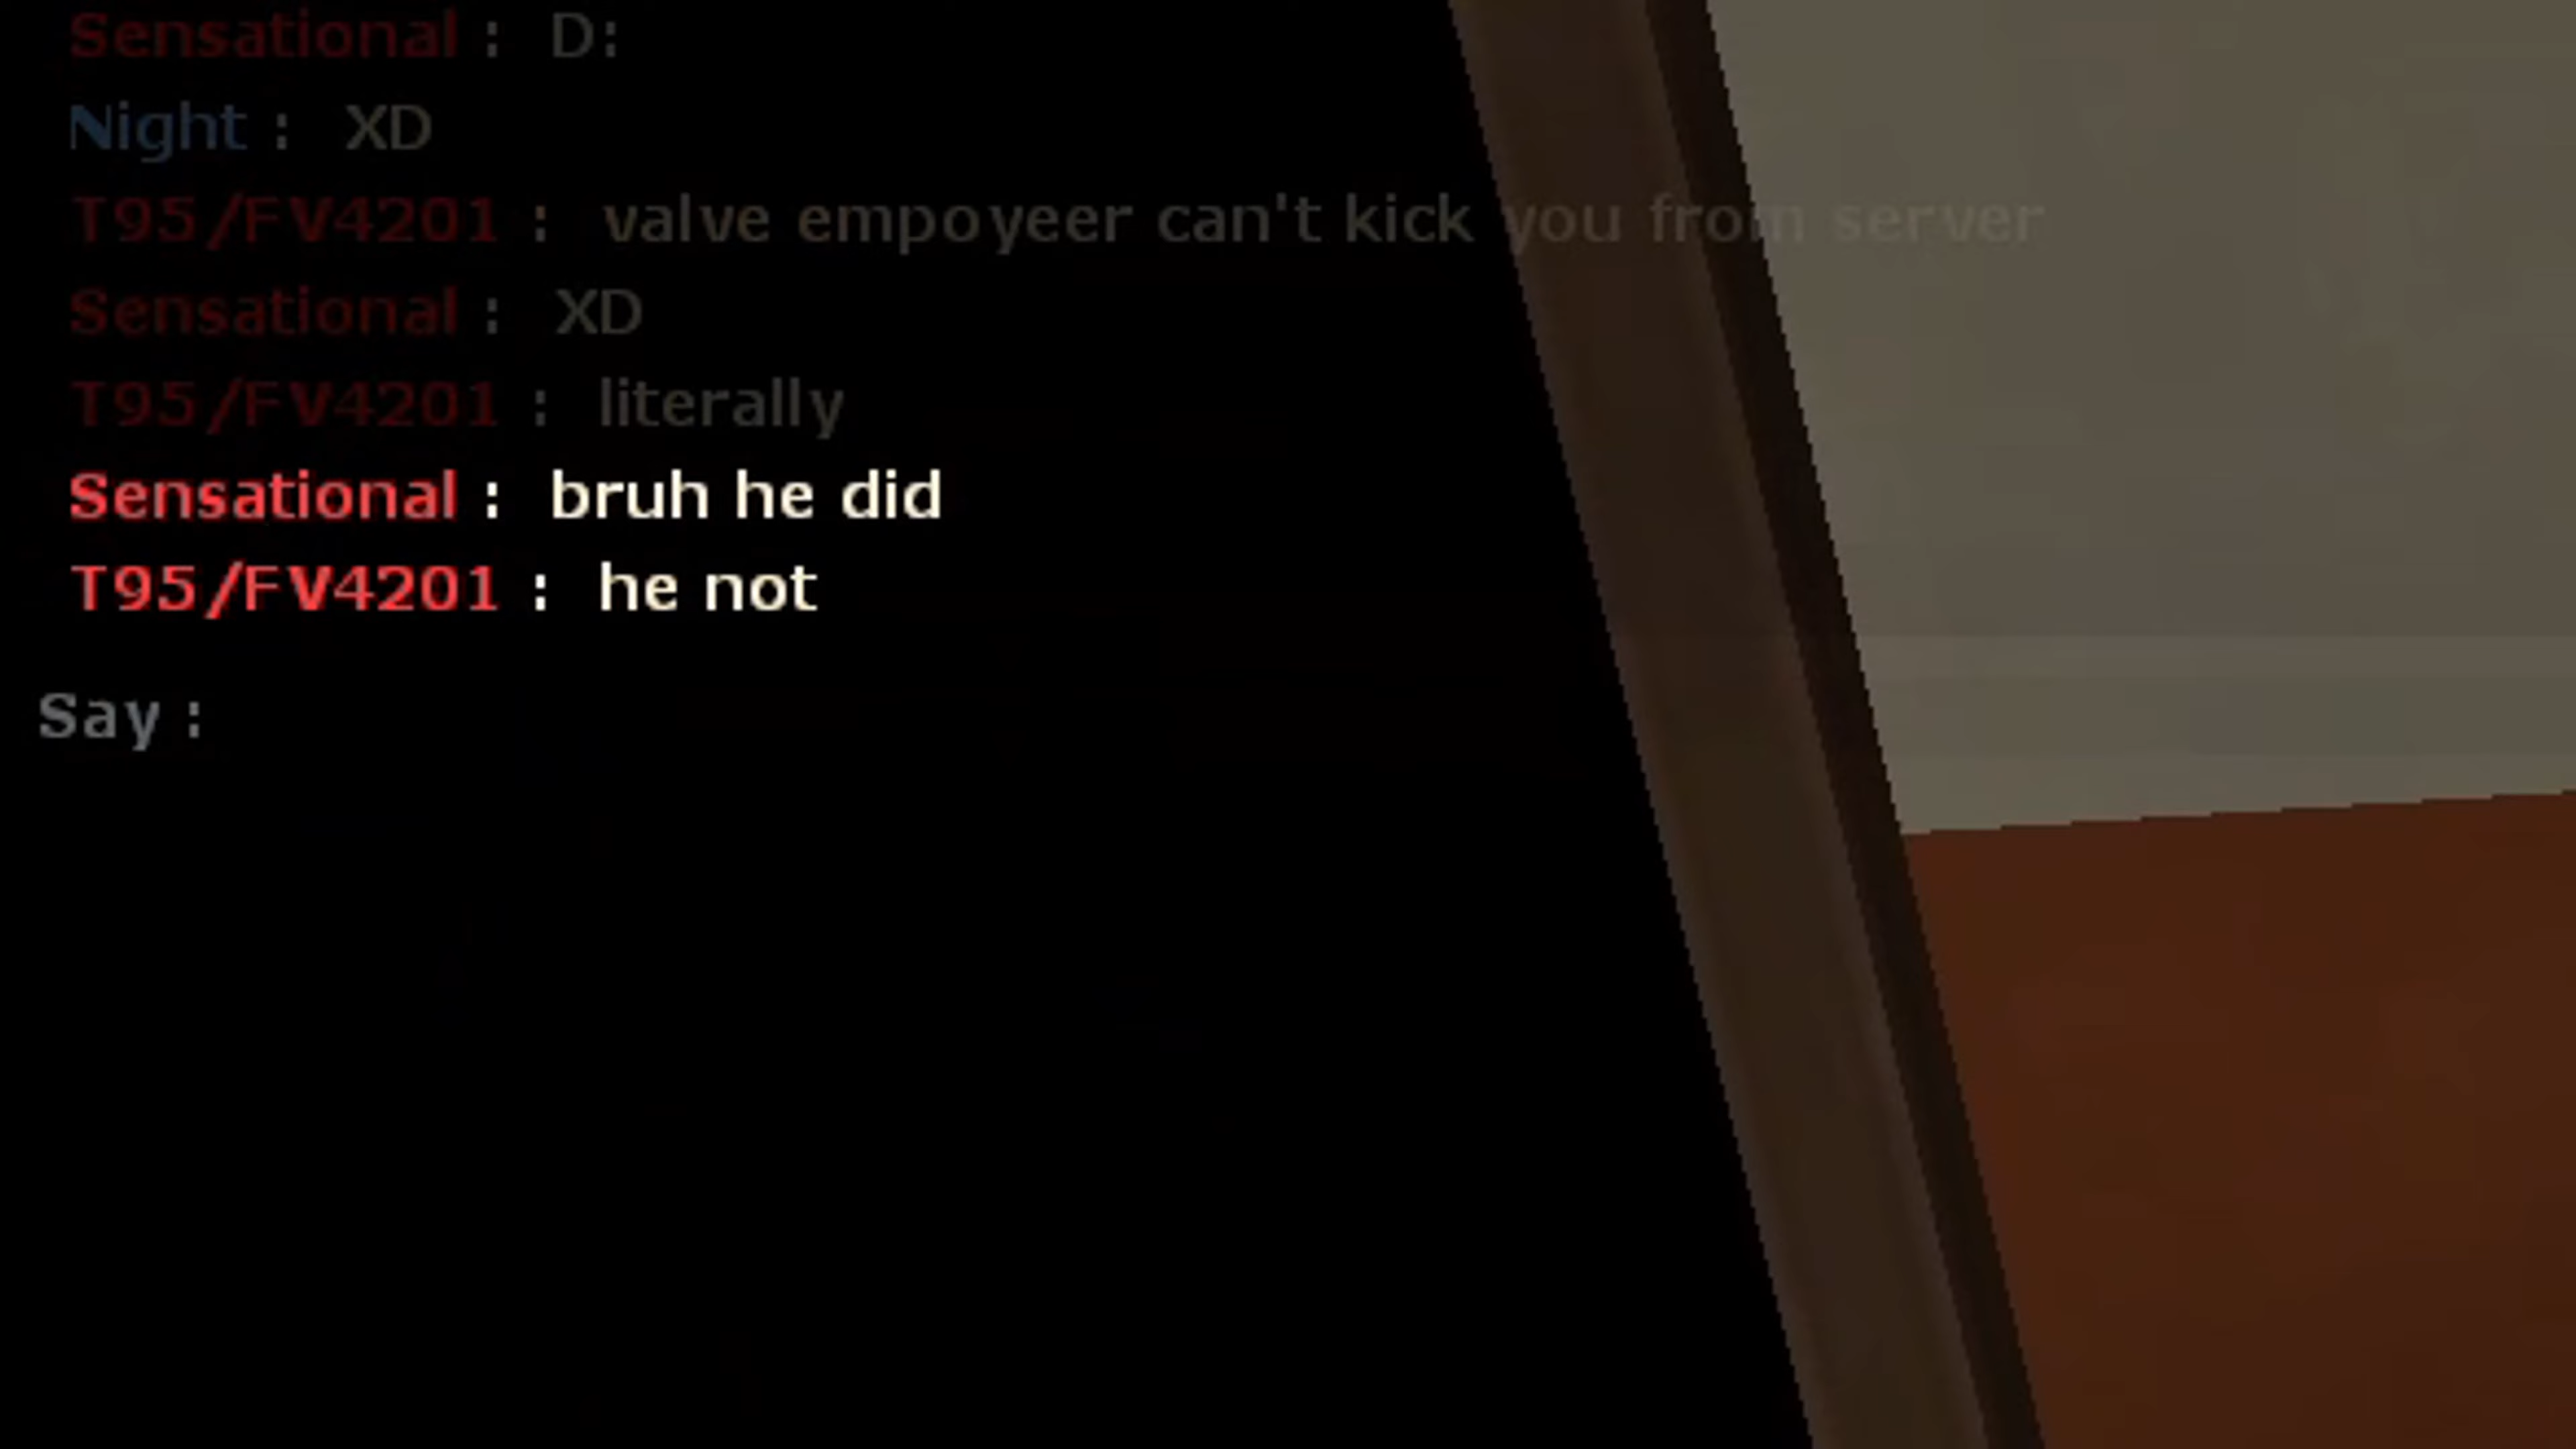 Sensational :  D:
Night :  XD
T95/FV4201 :  valve empoyeer can't kick you from server
Sensational :  XD
T95/FV4201 :  literally
Sensational :  bruh he did
T95/FV4201 :  he not
Say :